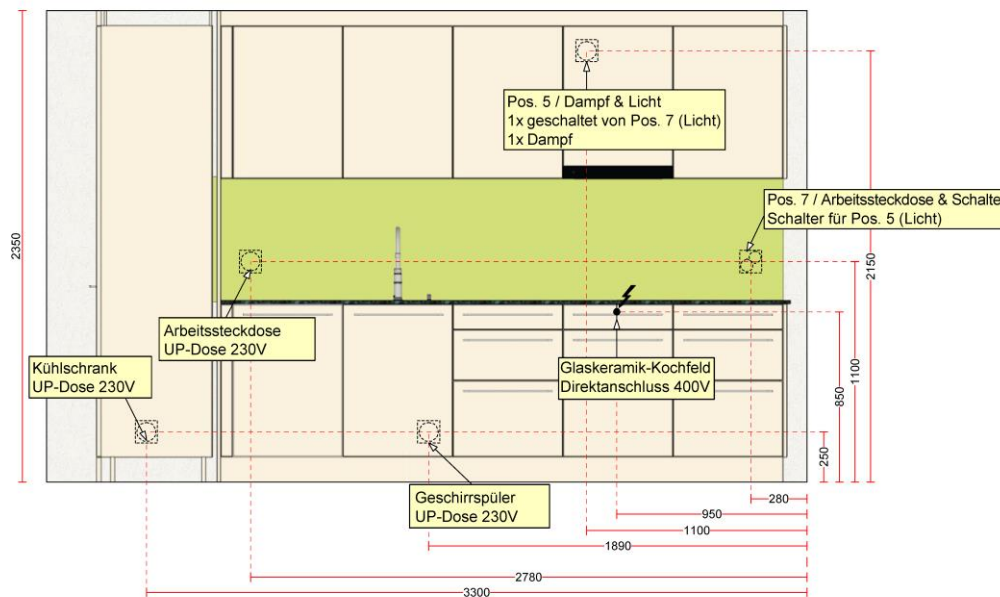 Pos. 5 / Dampf & Licht
1x geschaltet von Pos. 7 (Licht)
1x Dampf
Pos. 7 / Arbeitssteckdose & Schalte
Schalter für Pos. 5 (Licht)
2350
2150
Arbeitssteckdose
UP-Dose 230V
Kühlschrank
UP-Dose 230V
Glaskeramik-Kochfeld
Direktanschluss 400V
1100
850
250
Geschirrspüler
UP-Dose 230V
280
950
1100
1890
2780
3300